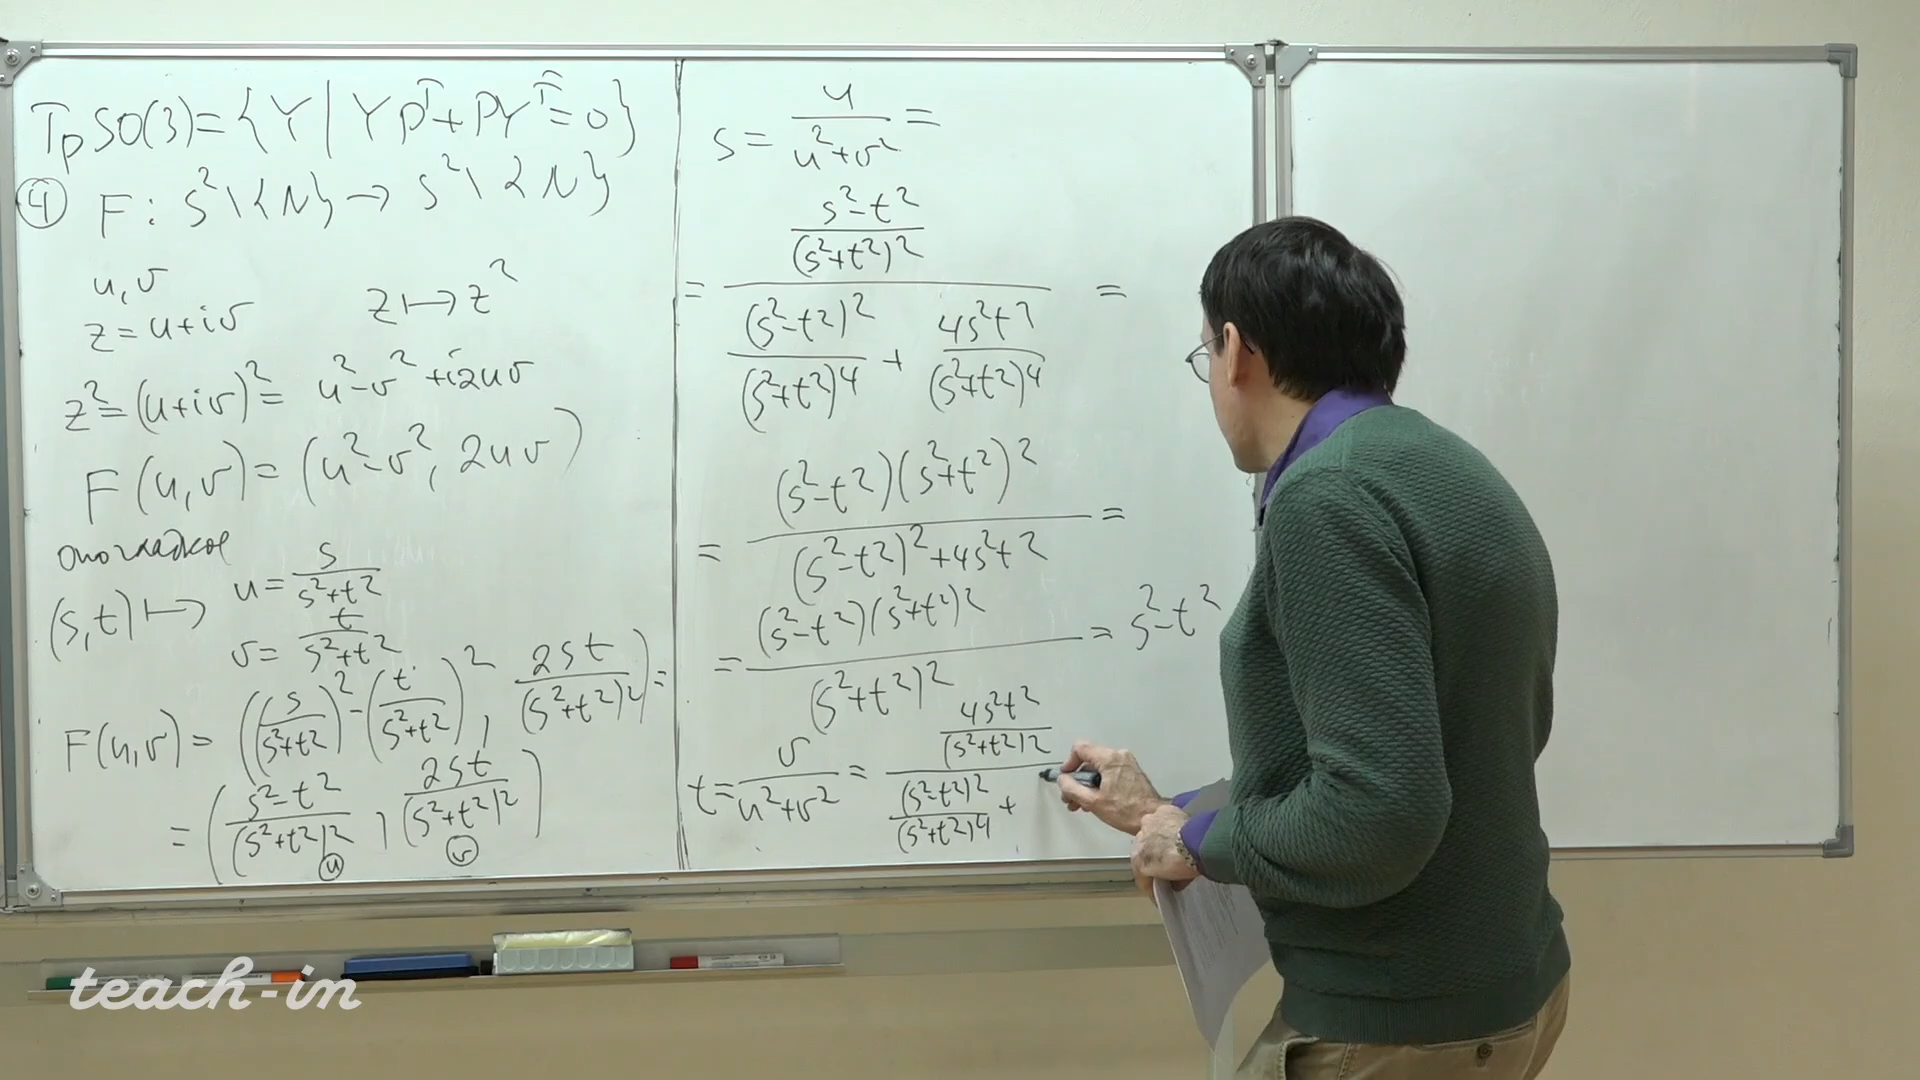 T_p SO(3) = {Y | YP^T + PY^T = 0}
④ F: S²\{N} → S²\{N}
u, v
z = u+iv    z ↦ z²
z² = (u+iv)² = u²-v²+i2uv
F(u,v) = (u²-v², 2uv)
(s,t) ↦ u = s/(s²+t²)
v = t/(s²+t²)
F(u,v) = ((s/(s²+t²))² - (t/(s²+t²))², 2st/(s²+t²)²) =
= ((s²-t²)/(s²+t²)², 2st/(s²+t²)²)
ⓤ ⓥ
s = u/(u²+v²) =
= ((s²-t²)/(s²+t²)²) / ((s²-t²)²/(s²+t²)⁴ + 4s²t²/(s²+t²)⁴) =
= (s²-t²)(s²+t²)² / ((s²-t²)²+4s²t²) =
= (s²-t²)(s²+t²)² / (s²+t²)² = s²-t²
t = v/(u²+v²) = (4s²t²/(s²+t²)²) / ((s²-t²)²/(s²+t²)⁴ +
teach-in